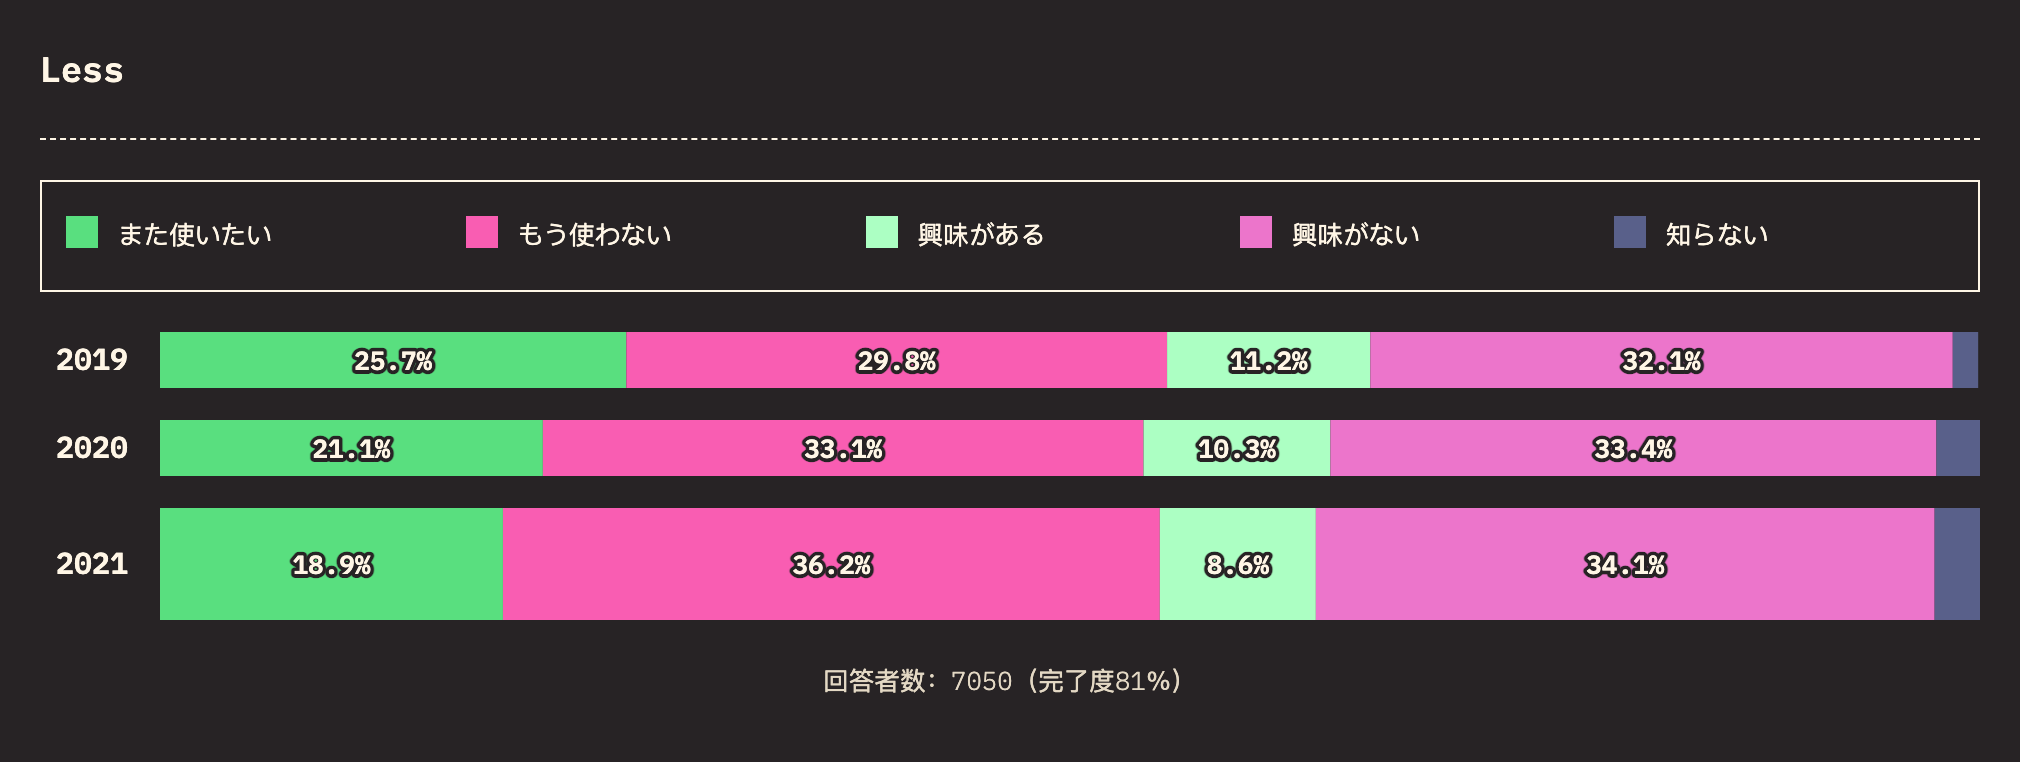 Less
また使いたい もう使わない 興味がある 興味がない 知らない
2019 25.7% 29.8% 11.2% 32.1%
2020 21.1% 33.1% 10.3% 33.4%
2021 18.9% 36.2% 8.6% 34.1%
回答者数: 7050 (完了度81%)